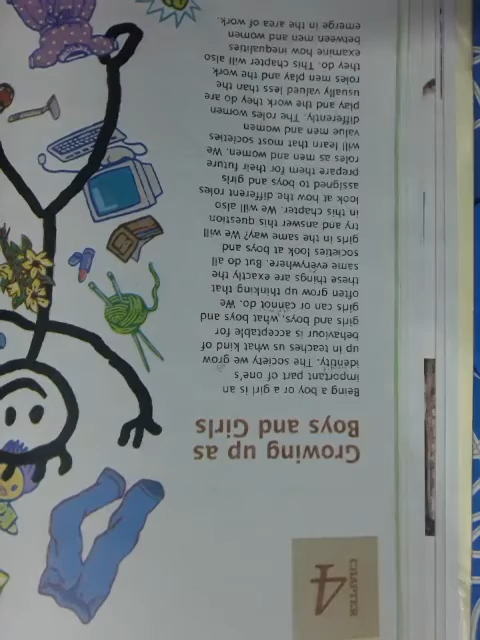 CHAPTER
4
Growing up as
Boys and Girls
Being a boy or a girl is an
important part of one's
identity. The society we grow
up in teaches us what kind of
behaviour is acceptable for
girls and boys, what boys and
girls can or cannot do. We
often grow up thinking that
these things are exactly the
same everywhere. But do all
societies look at boys and
girls in the same way? We will
try and answer this question
in this chapter. We will also
look at how the different roles
assigned to boys and girls
prepare them for their future
roles as men and women. We
will learn that most societies
value men and women
differently. The roles women
play and the work they do are
usually valued less than the
roles men play and the work
they do. This chapter will also
examine how inequalities
between men and women
emerge in the area of work.